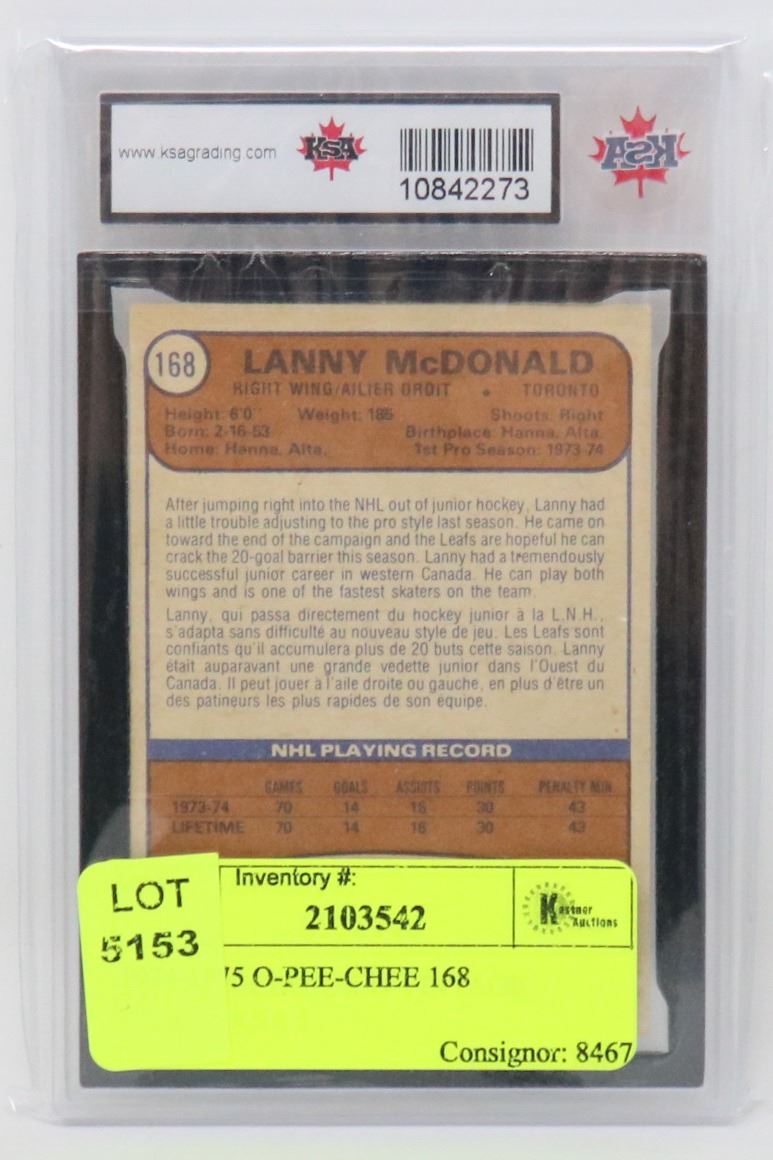 www.ksagrading.com KSA
10842273
KSA
168 LANNY McDONALD
RIGHT WING/AILIER DROIT • TORONTO
Height: 6'0" Weight: 185 Shoots: Right
Born: 2-16-53 Birthplace: Hanna, Alta.
Home: Hanna, Alta. 1st Pro Season: 1973-74
After jumping right into the NHL out of junior hockey, Lanny had
a little trouble adjusting to the pro style last season. He came on
toward the end of the campaign and the Leafs are hopeful he can
crack the 20-goal barrier this season. Lanny had a tremendously
successful junior career in western Canada. He can play both
wings and is one of the fastest skaters on the team.
Lanny, qui passa directement du hockey junior à la L.N.H.,
s'adapta sans difficulté au nouveau style de jeu. Les Leafs sont
confiants qu'il accumulera plus de 20 buts cette saison. Lanny
était auparavant une grande vedette junior dans l'Ouest du
Canada. Il peut jouer à l'aile droite ou gauche, en plus d'être un
des patineurs les plus rapides de son équipe.
NHL PLAYING RECORD
GAMES GOALS ASSISTS POINTS PENALTY MIN
1973-74 70 14 16 30 43
LIFETIME 70 14 16 30 43
LOT
5153
Inventory #:
2103542
Kastner
Auctions
75 O-PEE-CHEE 168
Consignor: 8467